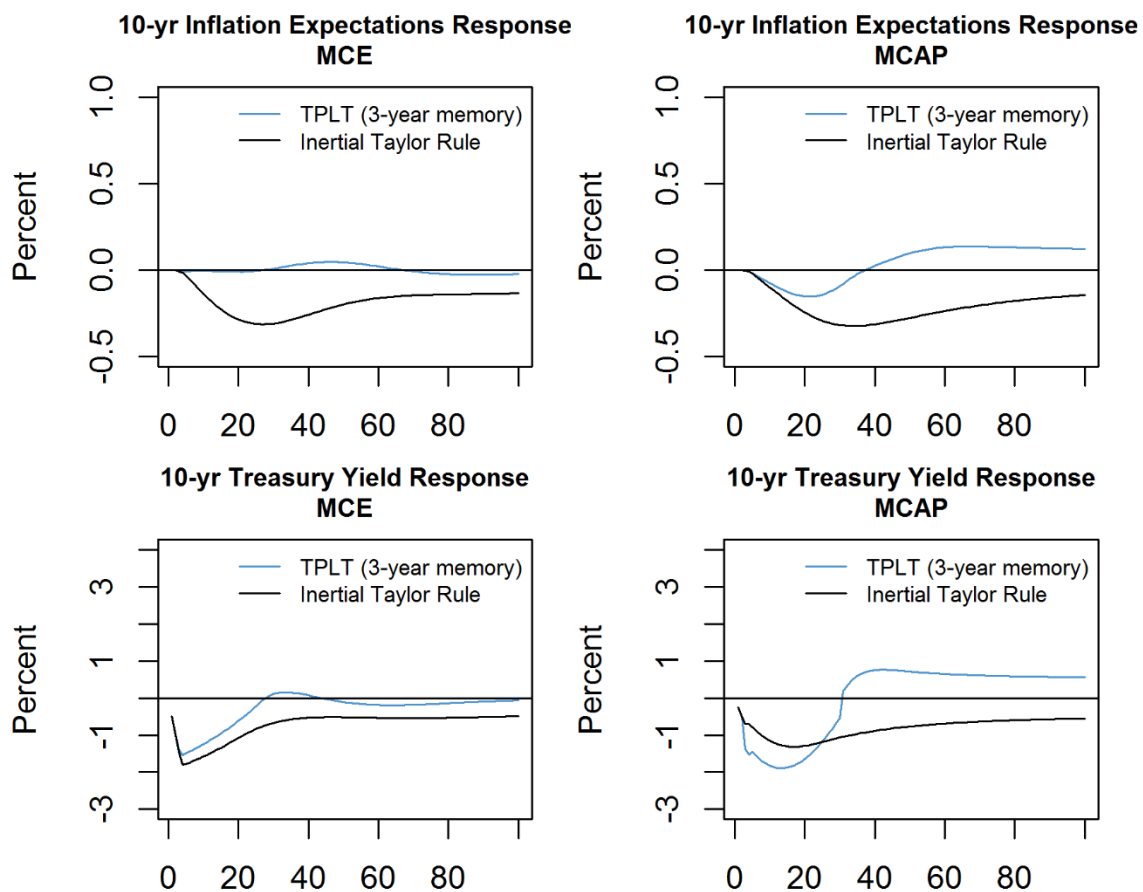 10-yr Inflation Expectations Response
MCE
Percent
1.0
0.5
0.0
-0.5
TPLT (3-year memory)
Inertial Taylor Rule
0 20 40 60 80
10-yr Inflation Expectations Response
MCAP
Percent
1.0
0.5
0.0
-0.5
TPLT (3-year memory)
Inertial Taylor Rule
0 20 40 60 80
10-yr Treasury Yield Response
MCE
Percent
3
1
-1
-3
TPLT (3-year memory)
Inertial Taylor Rule
0 20 40 60 80
10-yr Treasury Yield Response
MCAP
Percent
3
1
-1
-3
TPLT (3-year memory)
Inertial Taylor Rule
0 20 40 60 80